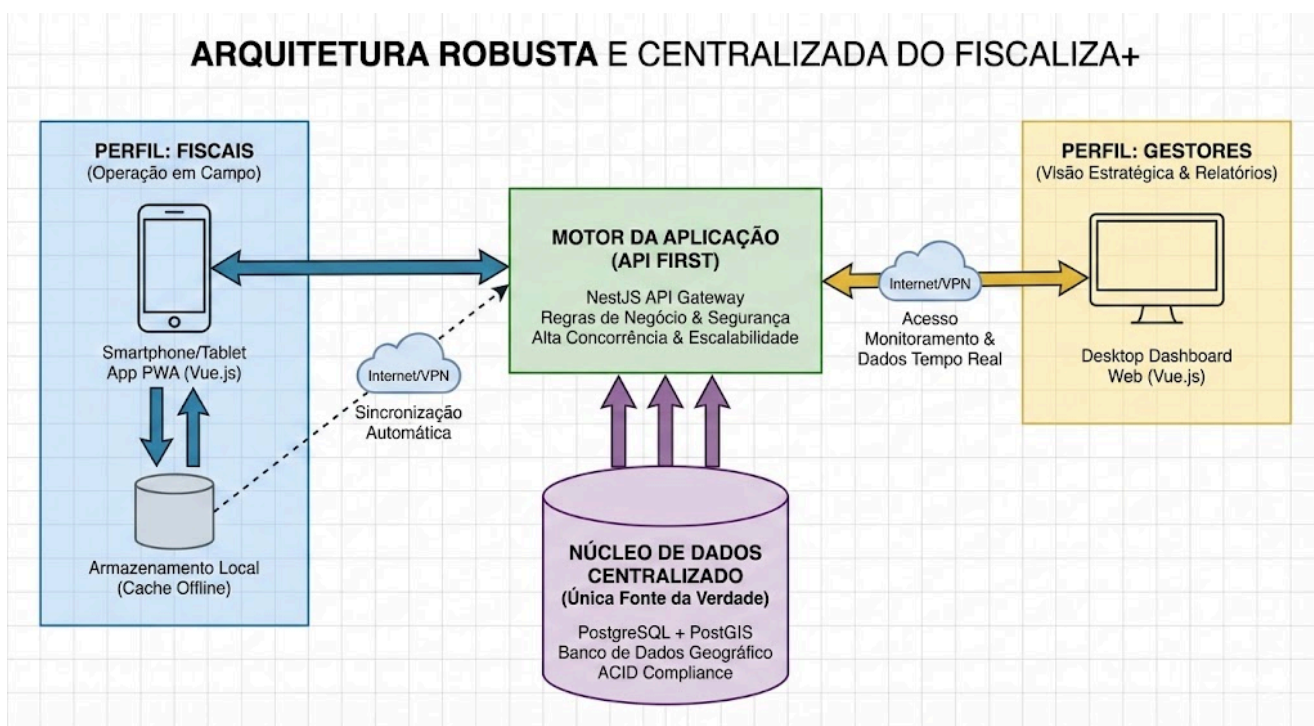 ARQUITETURA ROBUSTA E CENTRALIZADA DO FISCALIZA+
PERFIL: FISCAIS
(Operação em Campo)
Smartphone/Tablet
App PWA (Vue.js)
Armazenamento Local
(Cache Offline)
Internet/VPN
Sincronização
Automática
MOTOR DA APLICAÇÃO
(API FIRST)
NestJS API Gateway
Regras de Negócio & Segurança
Alta Concorrência & Escalabilidade
NÚCLEO DE DADOS
CENTRALIZADO
(Única Fonte da Verdade)
PostgreSQL + PostGIS
Banco de Dados Geográfico
ACID Compliance
Internet/VPN
Acesso
Monitoramento &
Dados Tempo Real
PERFIL: GESTORES
(Visão Estratégica & Relatórios)
Desktop Dashboard
Web (Vue.js)